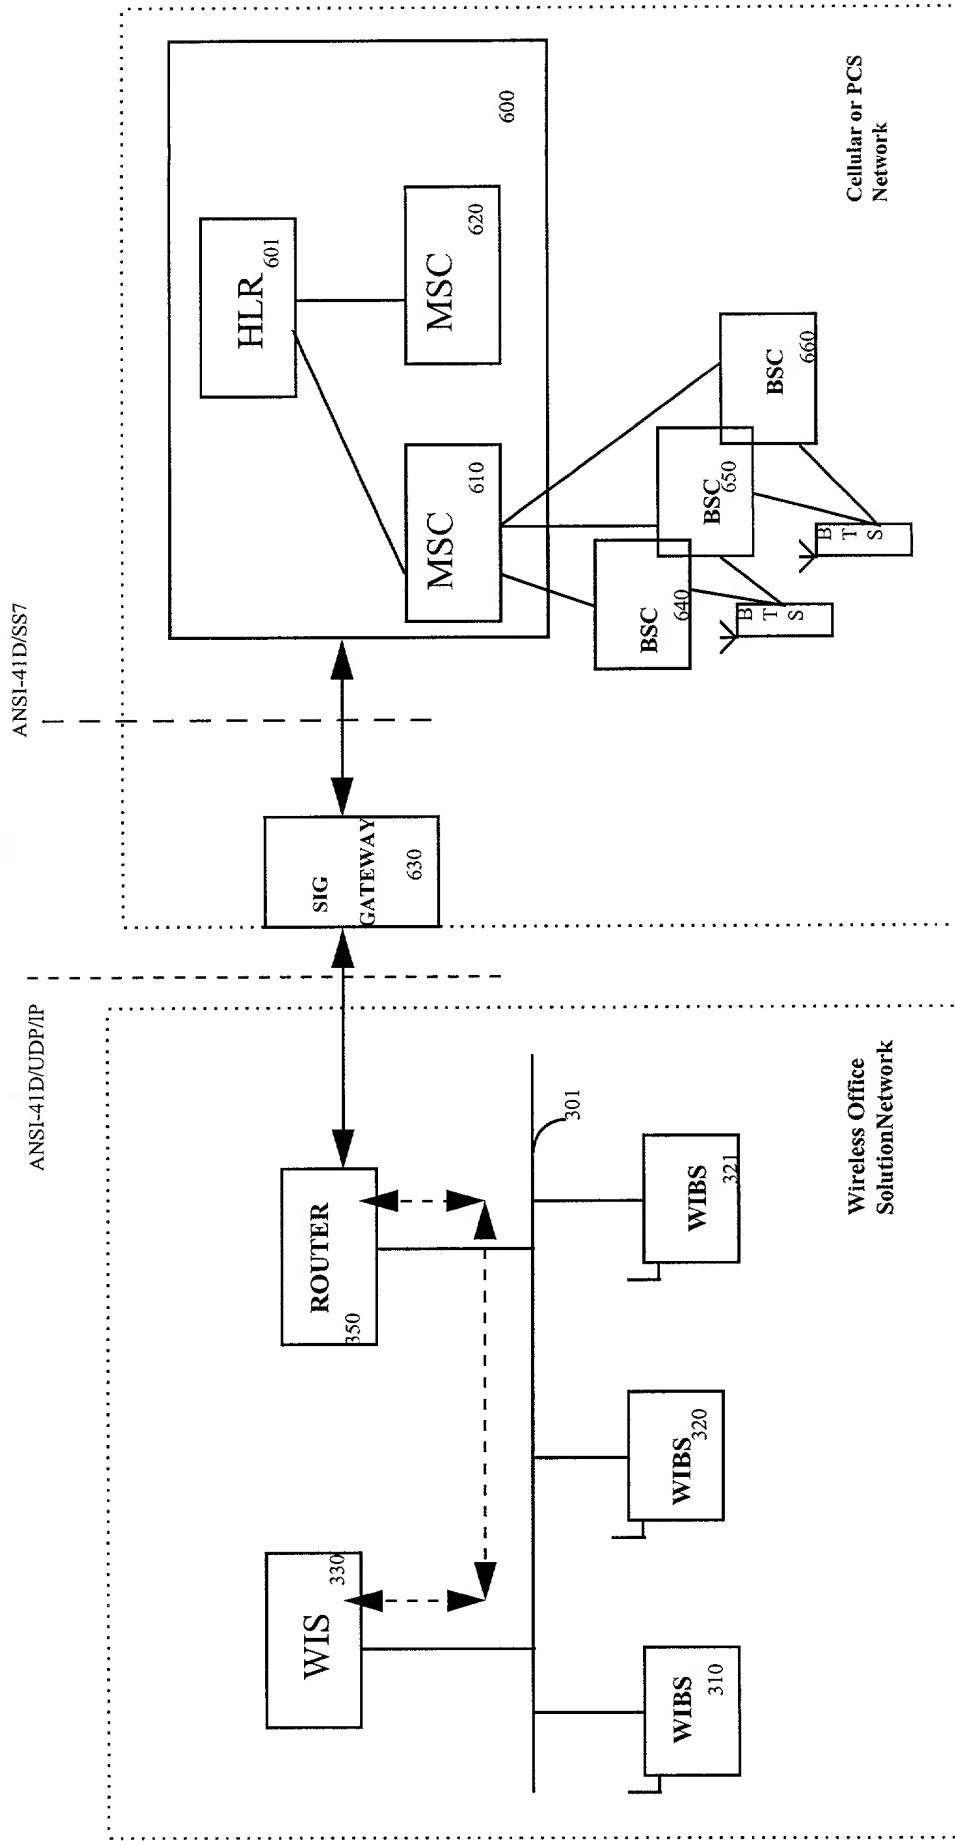 ANSI-41D/UDP/IP
ANSI-41D/SS7
WIS
330
ROUTER
350
301
WIBS
310
WIBS
320
WIBS
321
Wireless Office
SolutionNetwork
SIG
GATEWAY
630
HLR
601
MSC
610
MSC
620
600
BSC
640
BSC
650
BSC
660
B
T
S
B
T
S
Cellular or PCS
Network